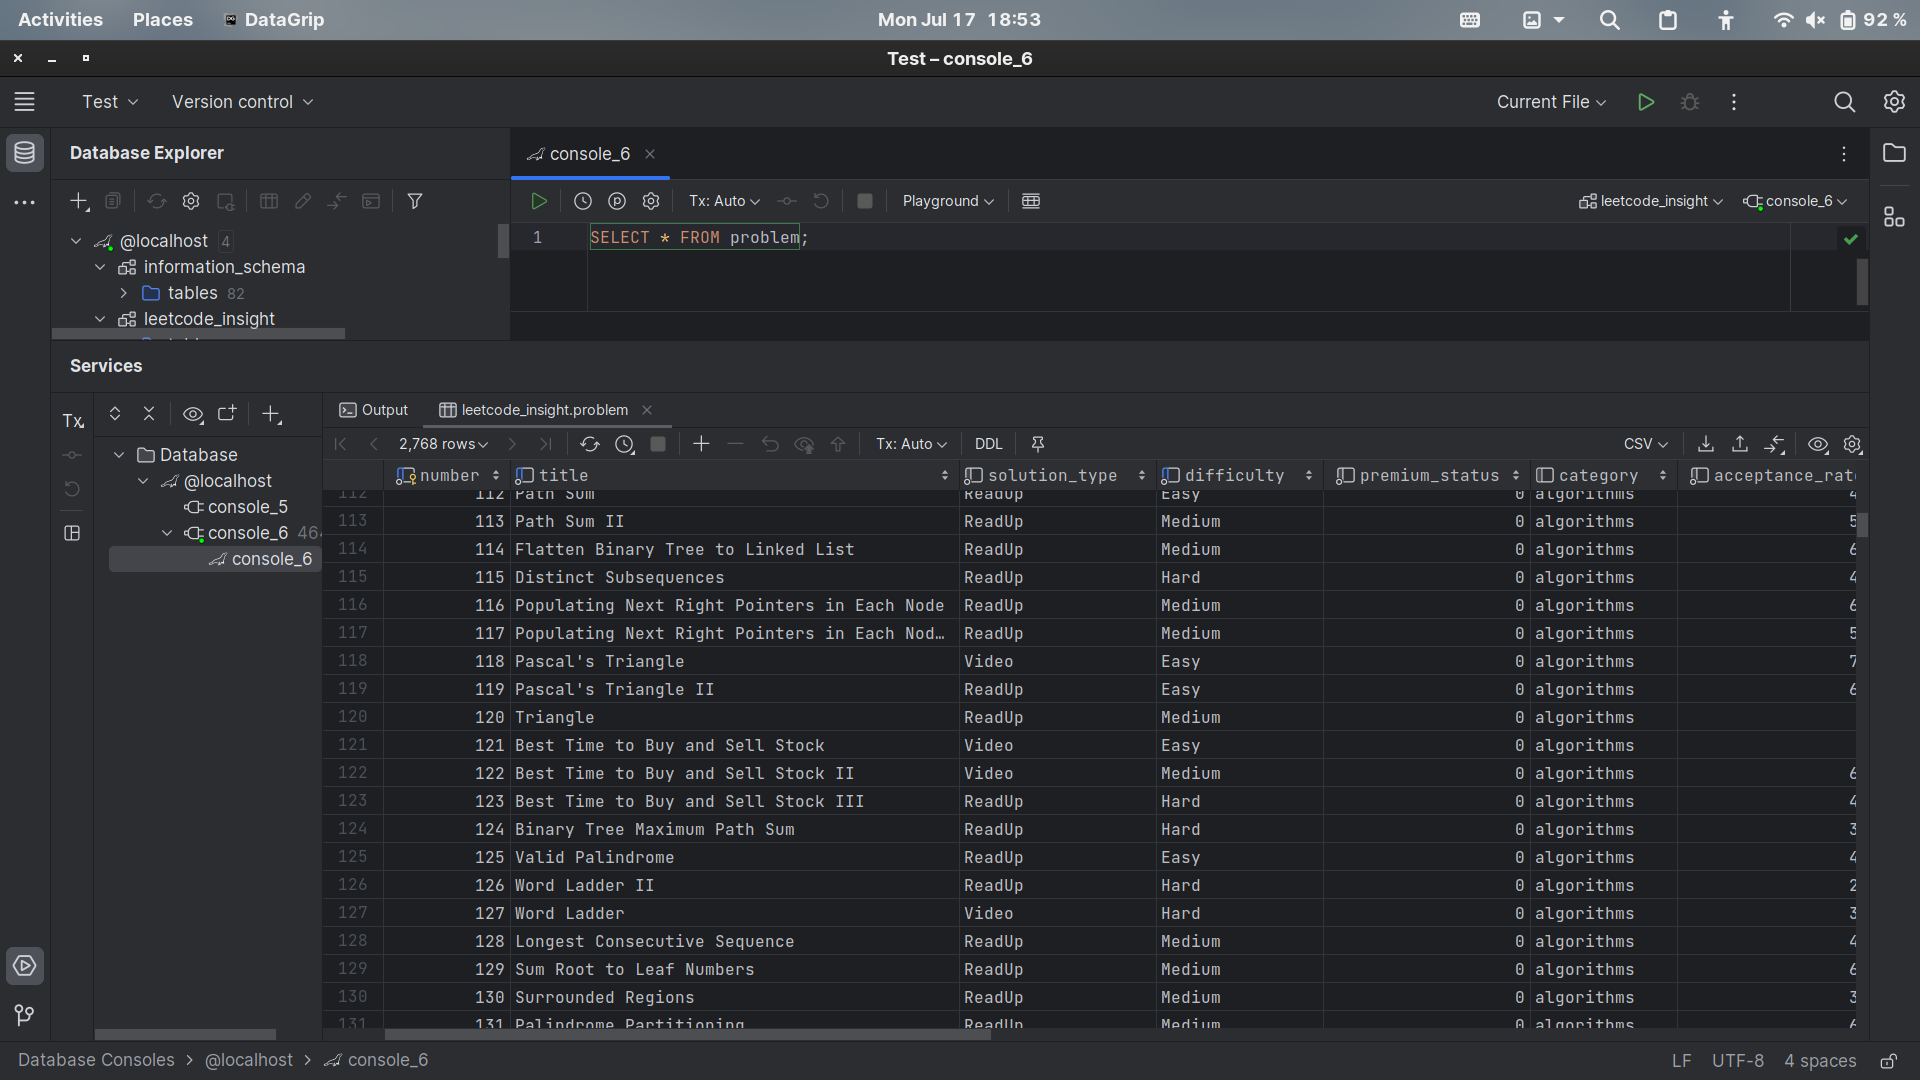 Activities Places DataGrip Mon Jul 17 18:53 92 %
Test – console_6
Test Version control Current File
Database Explorer console_6
Tx: Auto Playground leetcode_insight console_6
@localhost 4
1 SELECT * FROM problem;
information_schema
tables 82
leetcode_insight
Services
Tx Output leetcode_insight.problem
2,768 rows Tx: Auto DDL CSV
Database
@localhost
console_5
console_6 464
console_6
number title solution_type difficulty premium_status category acceptance_rat
112 112 Path Sum ReadUp Easy 0 algorithms 4
113 113 Path Sum II ReadUp Medium 0 algorithms 5
114 114 Flatten Binary Tree to Linked List ReadUp Medium 0 algorithms 6
115 115 Distinct Subsequences ReadUp Hard 0 algorithms 4
116 116 Populating Next Right Pointers in Each Node ReadUp Medium 0 algorithms 6
117 117 Populating Next Right Pointers in Each Nod… ReadUp Medium 0 algorithms 5
118 118 Pascal's Triangle Video Easy 0 algorithms 7
119 119 Pascal's Triangle II ReadUp Easy 0 algorithms 6
120 120 Triangle ReadUp Medium 0 algorithms
121 121 Best Time to Buy and Sell Stock Video Easy 0 algorithms
122 122 Best Time to Buy and Sell Stock II Video Medium 0 algorithms 6
123 123 Best Time to Buy and Sell Stock III ReadUp Hard 0 algorithms 4
124 124 Binary Tree Maximum Path Sum ReadUp Hard 0 algorithms 3
125 125 Valid Palindrome ReadUp Easy 0 algorithms 4
126 126 Word Ladder II ReadUp Hard 0 algorithms 2
127 127 Word Ladder Video Hard 0 algorithms 3
128 128 Longest Consecutive Sequence ReadUp Medium 0 algorithms 4
129 129 Sum Root to Leaf Numbers ReadUp Medium 0 algorithms 6
130 130 Surrounded Regions ReadUp Medium 0 algorithms 3
131 131 Palindrome Partitioning ReadUp Medium 0 algorithms 6
Database Consoles > @localhost > console_6 LF UTF-8 4 spaces